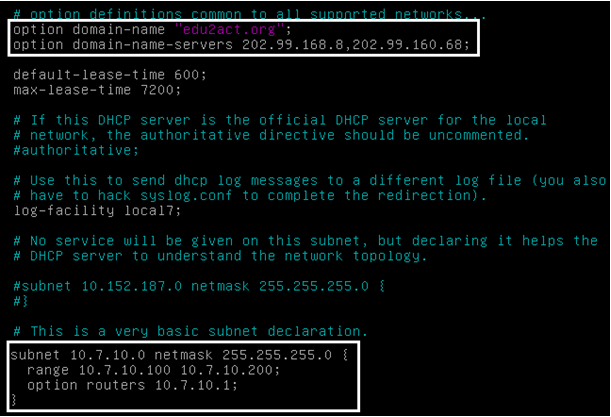 # option definitions common to all supported networks...
option domain-name "edu2act.org";
option domain-name-servers 202.99.168.8,202.99.160.68;
default-lease-time 600;
max-lease-time 7200;
# If this DHCP server is the official DHCP server for the local
# network, the authoritative directive should be uncommented.
#authoritative;
# Use this to send dhcp log messages to a different log file (you also
# have to hack syslog.conf to complete the redirection).
log-facility local7;
# No service will be given on this subnet, but declaring it helps the
# DHCP server to understand the network topology.
#subnet 10.152.187.0 netmask 255.255.255.0 {
#}
# This is a very basic subnet declaration.
subnet 10.7.10.0 netmask 255.255.255.0 {
  range 10.7.10.100 10.7.10.200;
  option routers 10.7.10.1;
}